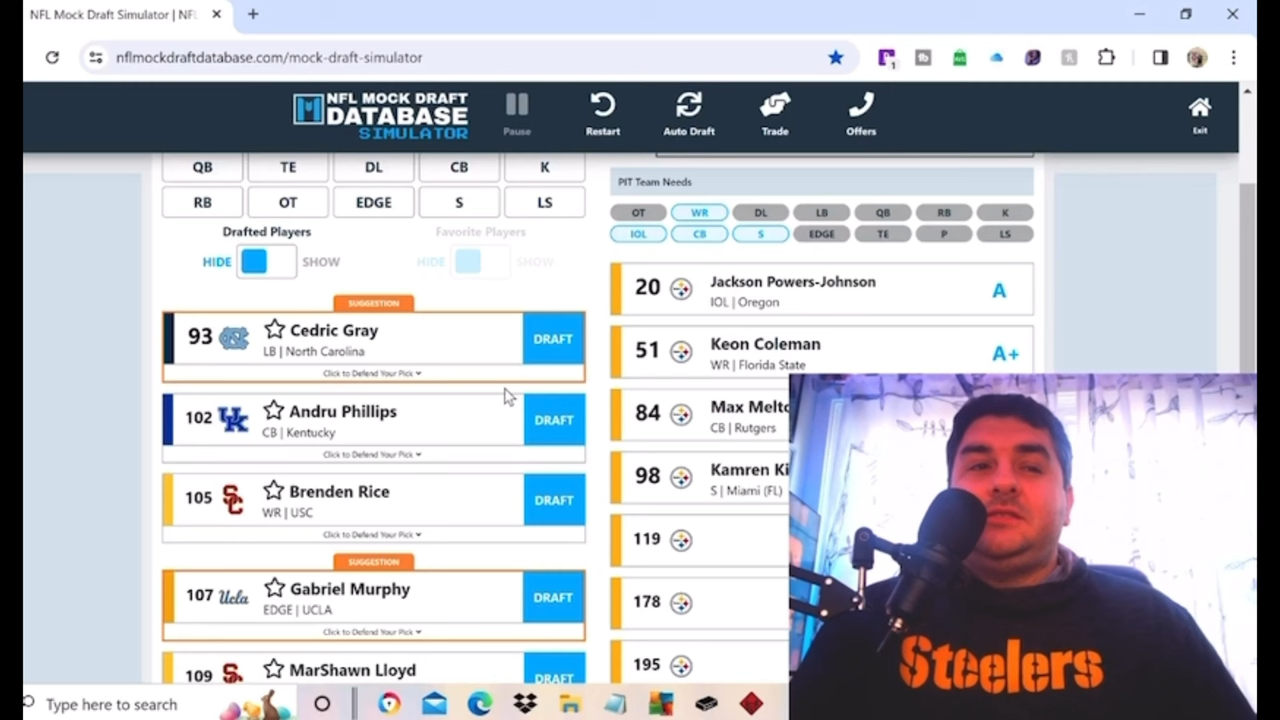 NFL Mock Draft Simulator | NF
nflmockdraftdatabase.com/mock-draft-simulator
NFL MOCK DRAFT
DATABASE
SIMULATOR
Pause
Restart
Auto Draft
Trade
Offers
Exit
QB
TE
DL
CB
K
RB
OT
EDGE
S
LS
Drafted Players
Favorite Players
HIDE
SHOW
HIDE
SHOW
SUGGESTION
93
Cedric Gray
LB | North Carolina
DRAFT
Click to Defend Your Pick
102
Andru Phillips
CB | Kentucky
DRAFT
Click to Defend Your Pick
105
Brenden Rice
WR | USC
DRAFT
Click to Defend Your Pick
SUGGESTION
107
Ucla
Gabriel Murphy
EDGE | UCLA
DRAFT
Click to Defend Your Pick
109
MarShawn Lloyd
DRAFT
PIT Team Needs
OT
WR
DL
LB
QB
RB
K
IOL
CB
S
EDGE
TE
P
LS
20
Jackson Powers-Johnson
IOL | Oregon
A
51
Keon Coleman
WR | Florida State
A+
84
Max Melto
CB | Rutgers
98
Kamren Ki
S | Miami (FL)
119
178
195
Steelers
Type here to search